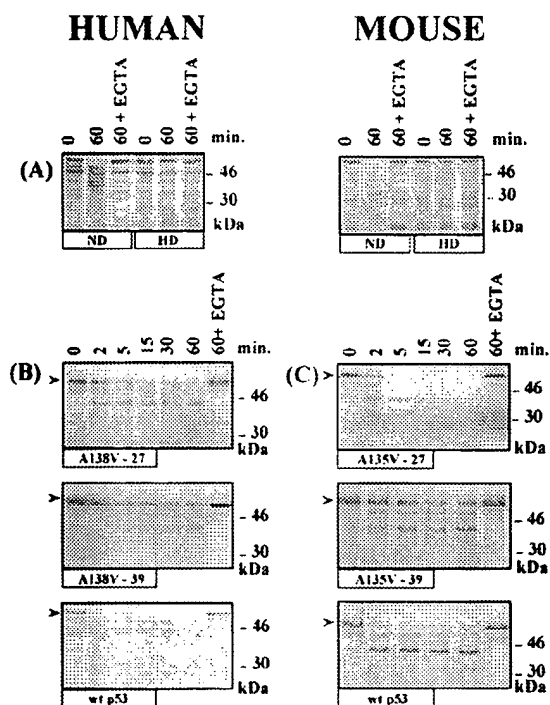 HUMAN MOUSE
0 60 60 + EGTA 0 60 60 + EGTA min. 0 60 60 + EGTA 0 60 60 + EGTA min.
(A) - 46 - 46
- 30 - 30
kDa kDa
ND HD ND HD
0 2 5 15 30 60 60+ EGTA min. 0 2 5 15 30 60 60+ EGTA min.
(B) - 46 (C) - 46
- 30 - 30
kDa kDa
A138V - 27 A135V - 27
- 46 - 46
- 30 - 30
kDa kDa
A138V - 39 A135V - 39
- 46 - 46
- 30 - 30
kDa kDa
wt p53 wt p53